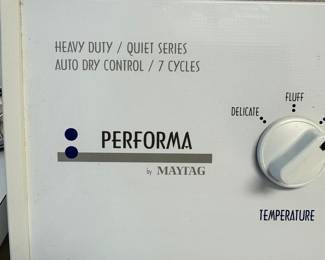 HEAVY DUTY / QUIET SERIES
AUTO DRY CONTROL / 7 CYCLES
FLUFF
DELICATE
PERFORMA
by MAYTAG
TEMPERATURE